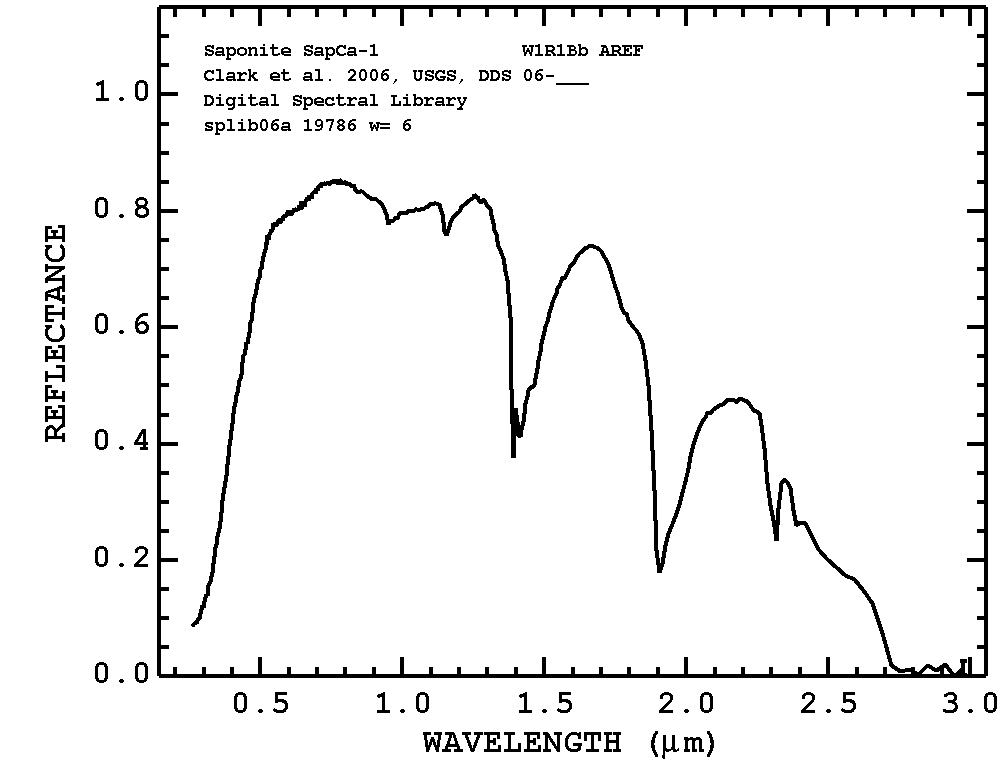 Saponite SapCa-1 W1R1Bb AREF
Clark et al. 2006, USGS, DDS 06-___
Digital Spectral Library
splib06a 19786 w= 6
1.0
0.8
0.6
0.4
0.2
0.0
REFLECTANCE
0.5 1.0 1.5 2.0 2.5 3.0
WAVELENGTH (μm)